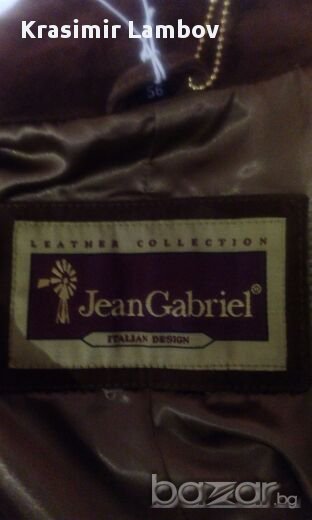 Krasimir Lambov
56
LEATHER COLLECTION
JeanGabriel®
ITALIAN DESIGN
bazar.bg